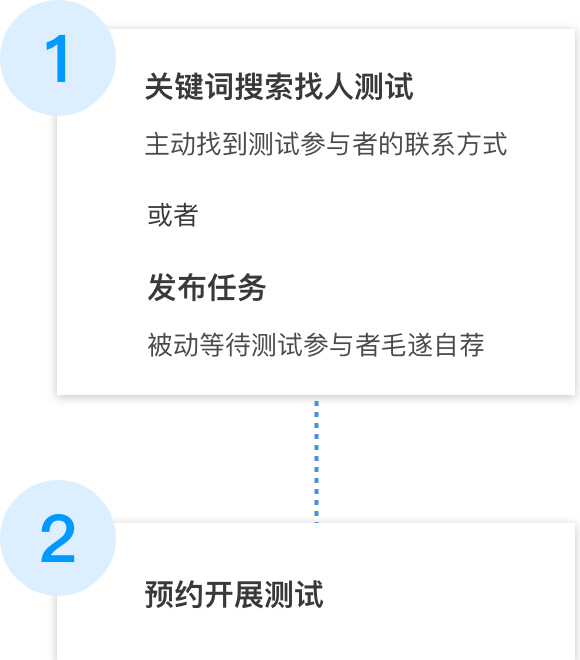 1
关键词搜索找人测试
主动找到测试参与者的联系方式
或者
发布任务
被动等待测试参与者毛遂自荐
2
预约开展测试